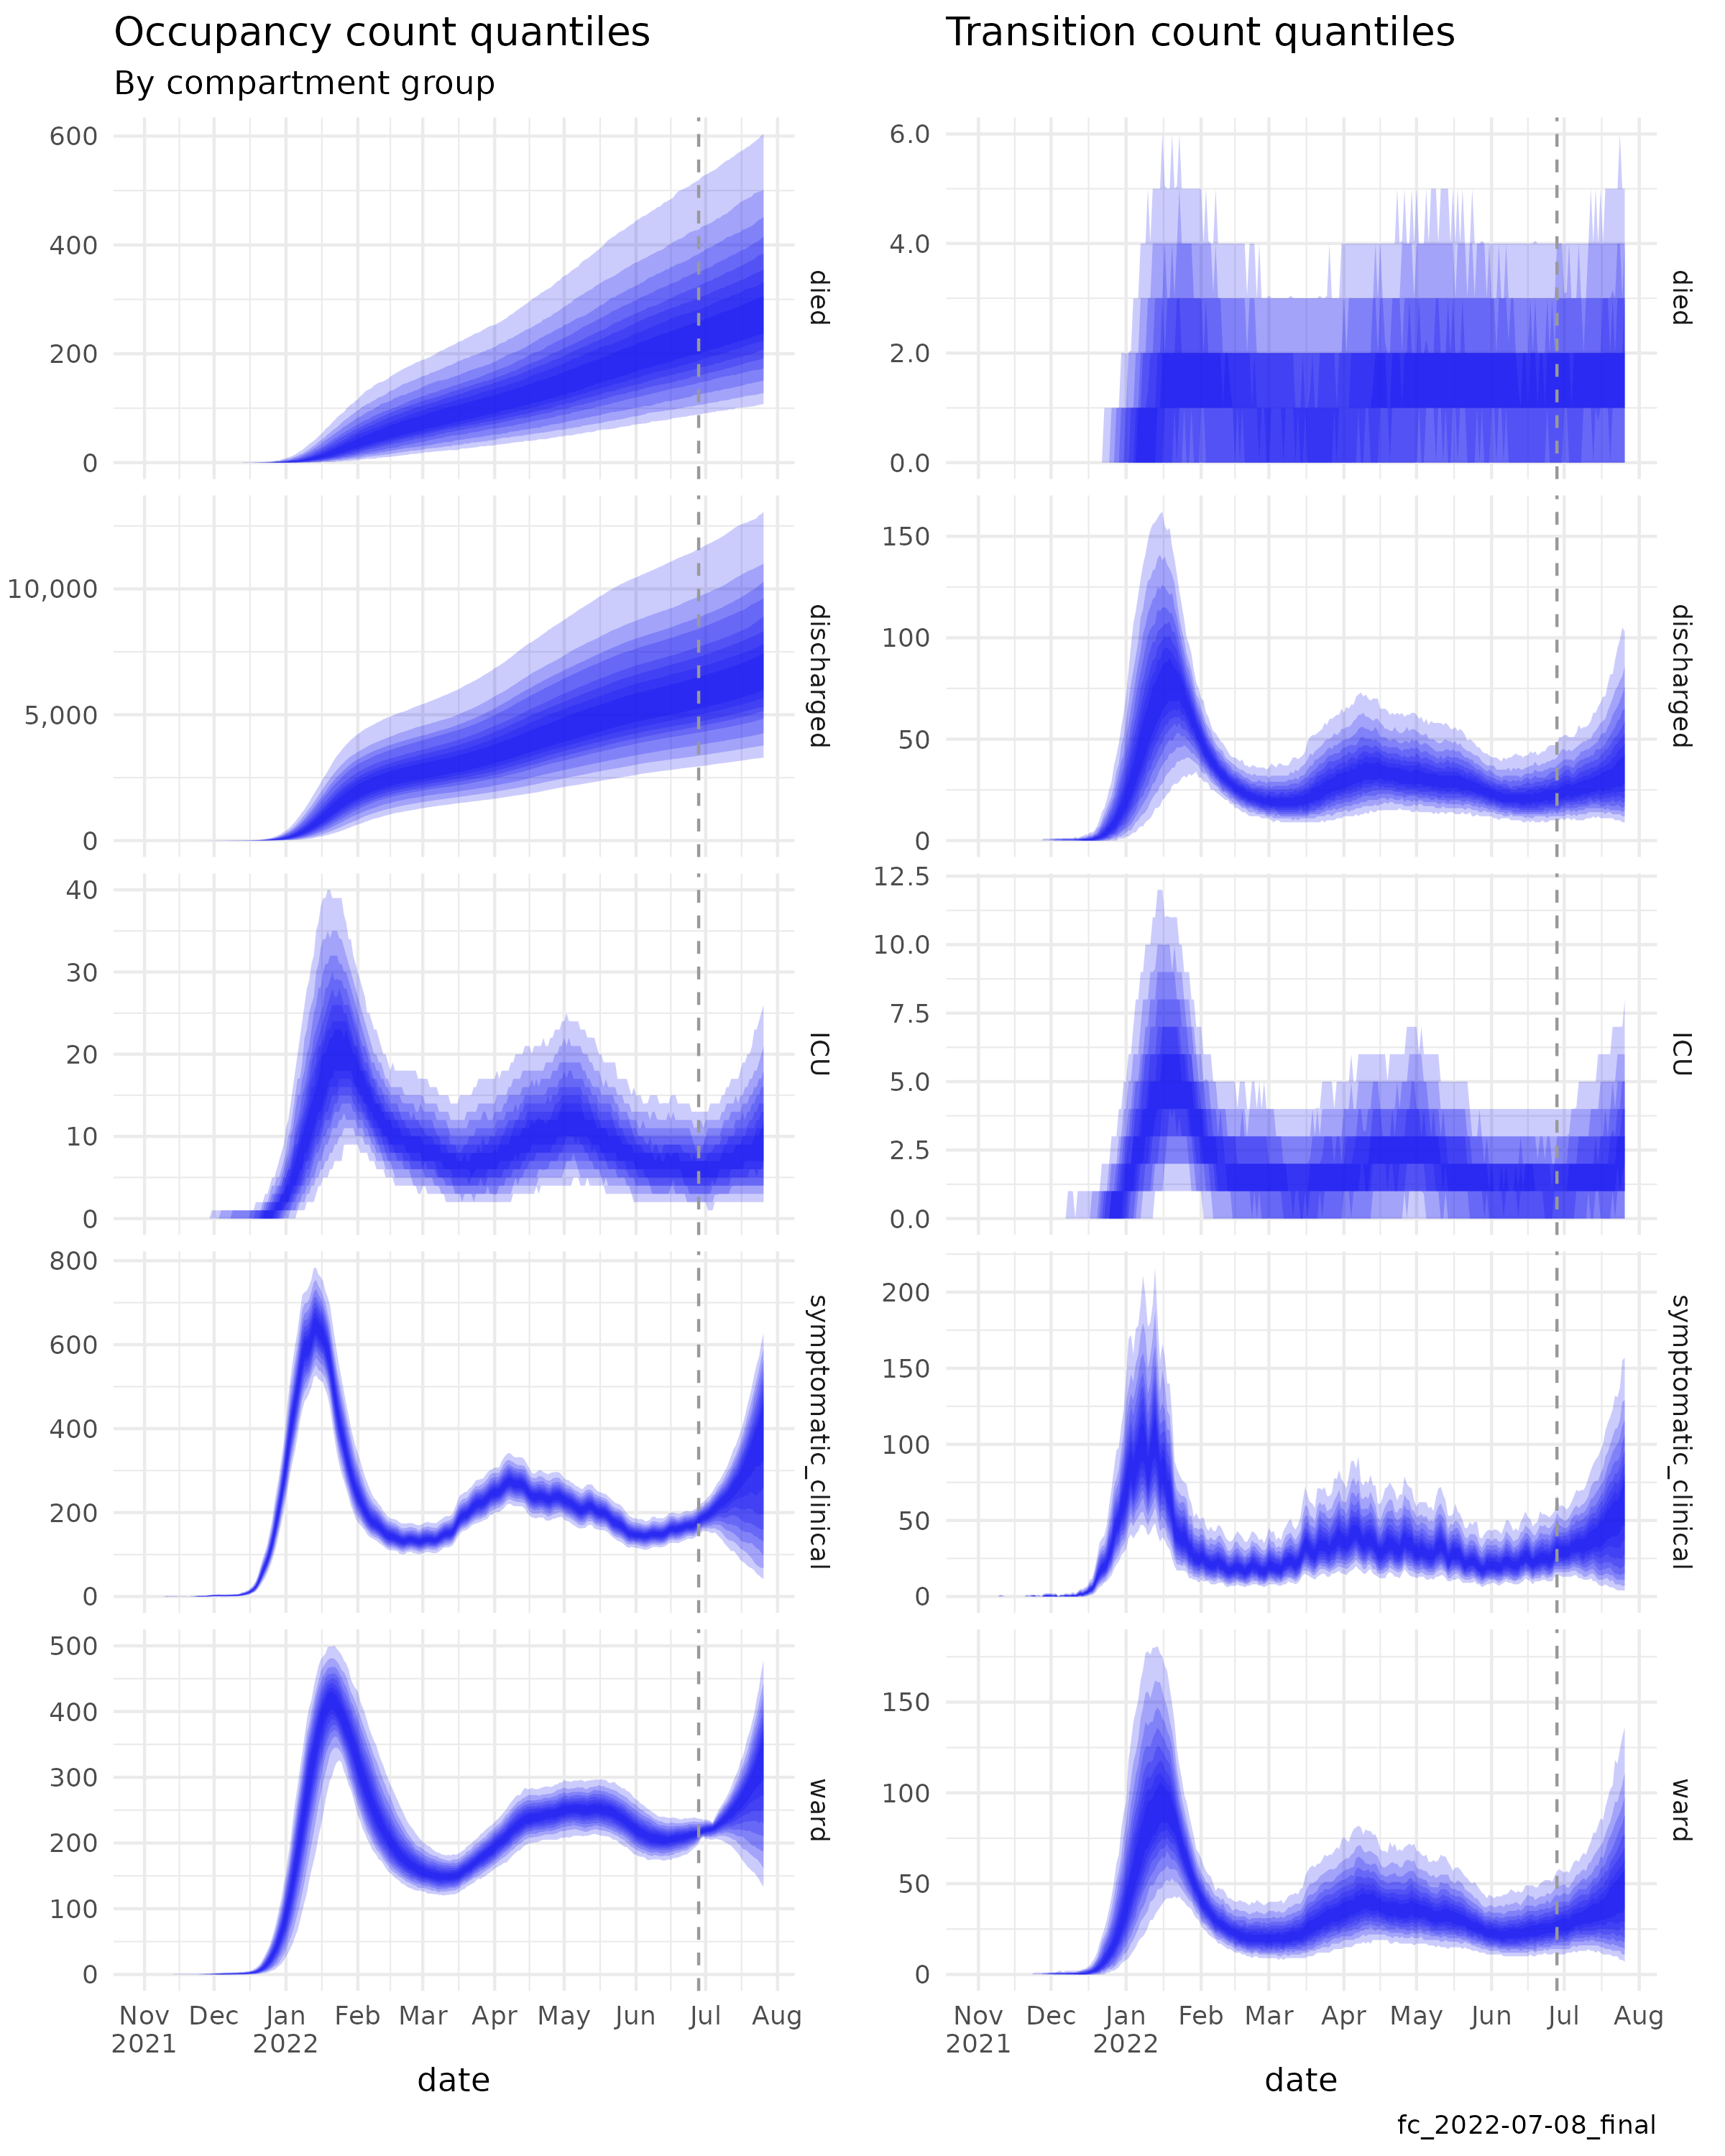 Occupancy count quantiles
By compartment group
600
400
200
0
died
10,000
5,000
0
discharged
40
30
20
10
0
ICU
800
600
400
200
0
symptomatic_clinical
500
400
300
200
100
0
ward
Nov Dec Jan Feb Mar Apr May Jun Jul Aug
2021 2022
date
Transition count quantiles
6.0
4.0
2.0
0.0
died
150
100
50
0
discharged
12.5
10.0
7.5
5.0
2.5
0.0
ICU
200
150
100
50
0
symptomatic_clinical
150
100
50
0
ward
Nov Dec Jan Feb Mar Apr May Jun Jul Aug
2021 2022
date
fc_2022-07-08_final